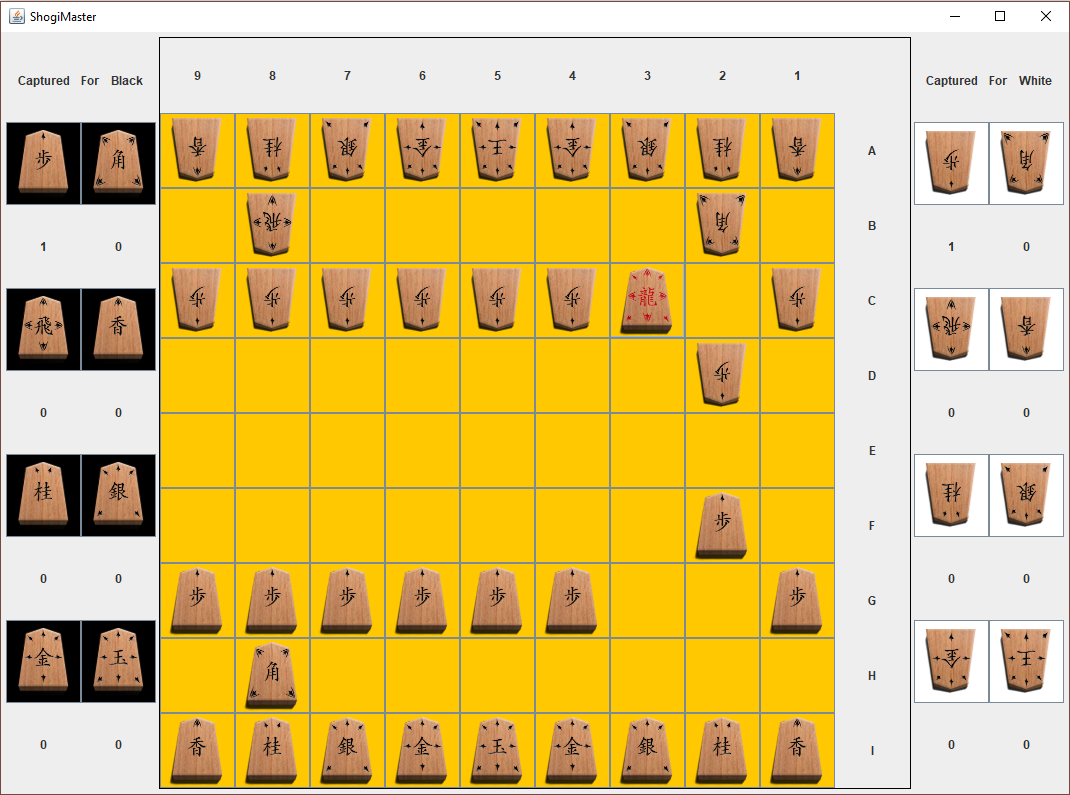 ShogiMaster
Captured For Black
9 8 7 6 5 4 3 2 1
Captured For White
歩 角
香 桂 銀 金 王 金 銀 桂 香
A
歩 角
1 0
飛 角
B
1 0
飛 香
歩 歩 歩 歩 歩 歩 龍 歩
C
飛 香
0 0
歩
D
0 0
桂 銀
E
桂 銀
0 0
歩
F
0 0
歩 歩 歩 歩 歩 歩 歩
G
金 玉
角
H
金 王
0 0
香 桂 銀 金 玉 金 銀 桂 香
I
0 0